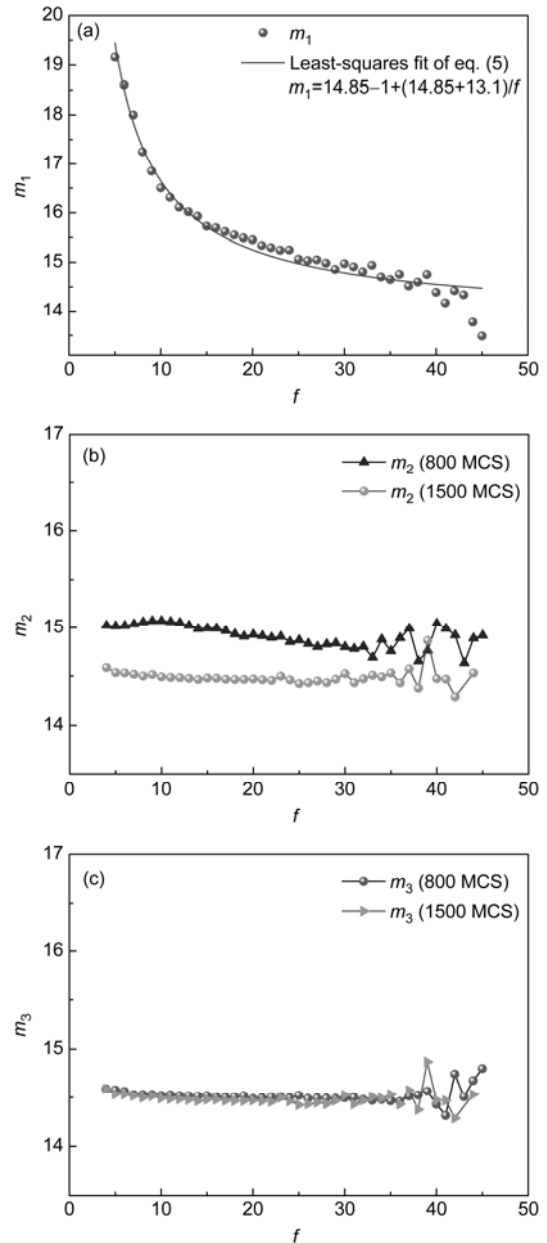 20
19
18
17
16
15
14
m1
(a)
m1
Least-squares fit of eq. (5)
m1=14.85–1+(14.85+13.1)/f
0 10 20 30 40 50
f
17
16
15
14
m2
(b)
m2 (800 MCS)
m2 (1500 MCS)
0 10 20 30 40 50
f
17
16
15
14
m3
(c)
m3 (800 MCS)
m3 (1500 MCS)
0 10 20 30 40 50
f